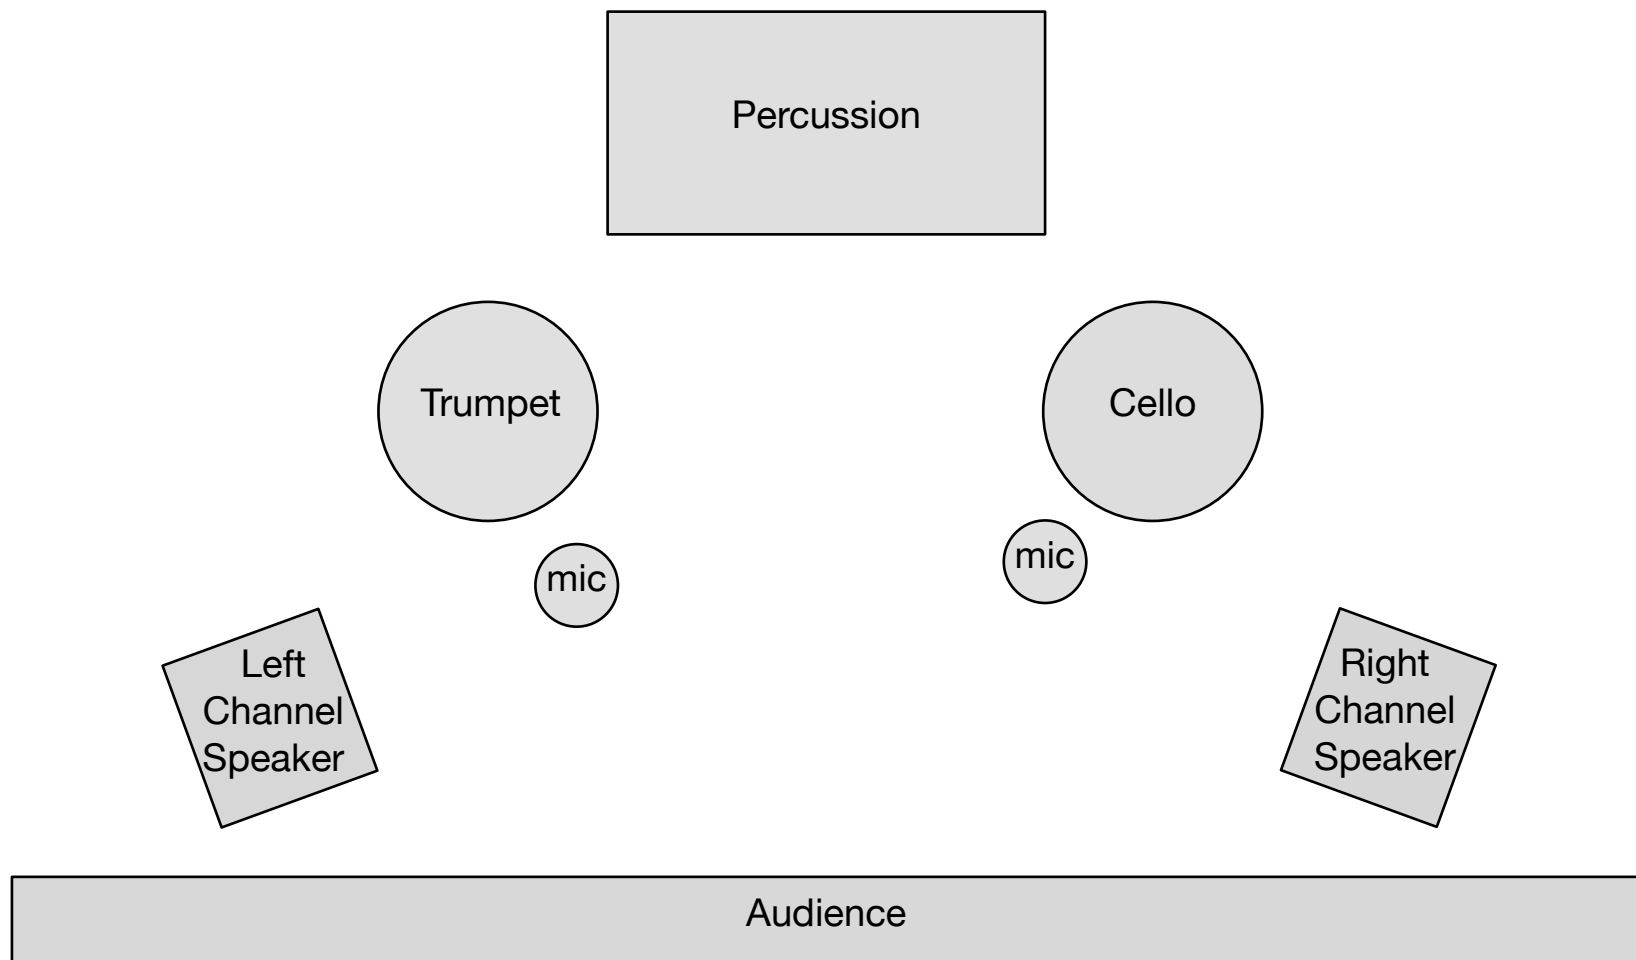 Percussion
Trumpet
Cello
mic
mic
Left
Channel
Speaker
Right
Channel
Speaker
Audience